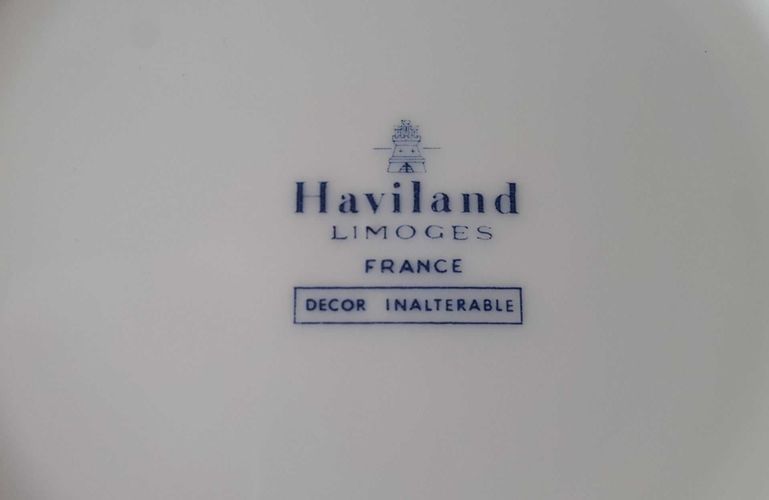 Haviland
LIMOGES
FRANCE
DECOR INALTERABLE